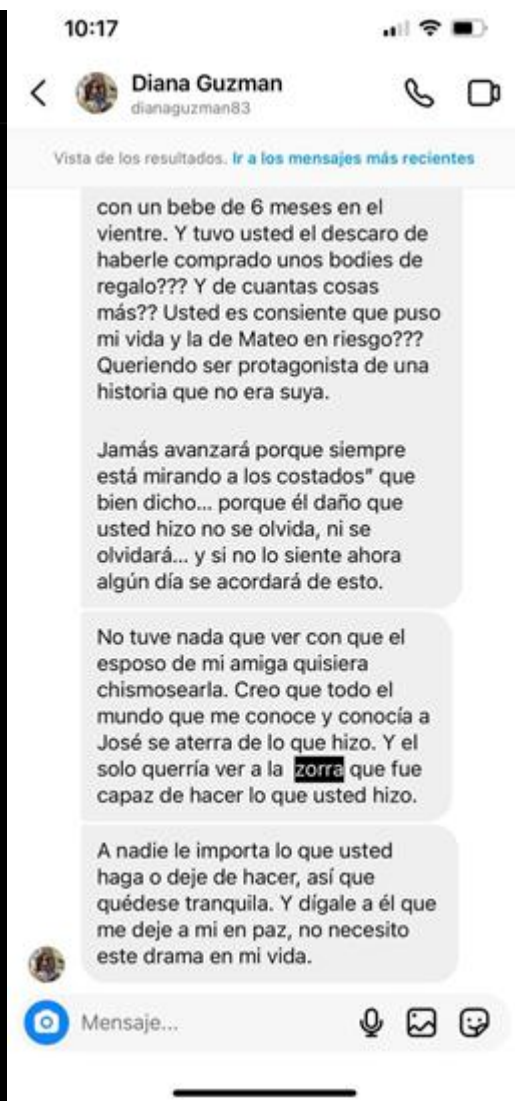 10:17
Diana Guzman
dianaguzman83
Vista de los resultados. Ir a los mensajes más recientes
con un bebe de 6 meses en el
vientre. Y tuvo usted el descaro de
haberle comprado unos bodies de
regalo??? Y de cuantas cosas
más?? Usted es consiente que puso
mi vida y la de Mateo en riesgo???
Queriendo ser protagonista de una
historia que no era suya.
Jamás avanzará porque siempre
está mirando a los costados" que
bien dicho... porque él daño que
usted hizo no se olvida, ni se
olvidará... y si no lo siente ahora
algún día se acordará de esto.
No tuve nada que ver con que el
esposo de mi amiga quisiera
chismosearla. Creo que todo el
mundo que me conoce y conocía a
José se aterra de lo que hizo. Y el
solo querría ver a la zorra que fue
capaz de hacer lo que usted hizo.
A nadie le importa lo que usted
haga o deje de hacer, así que
quédese tranquila. Y dígale a él que
me deje a mi en paz, no necesito
este drama en mi vida.
Mensaje...